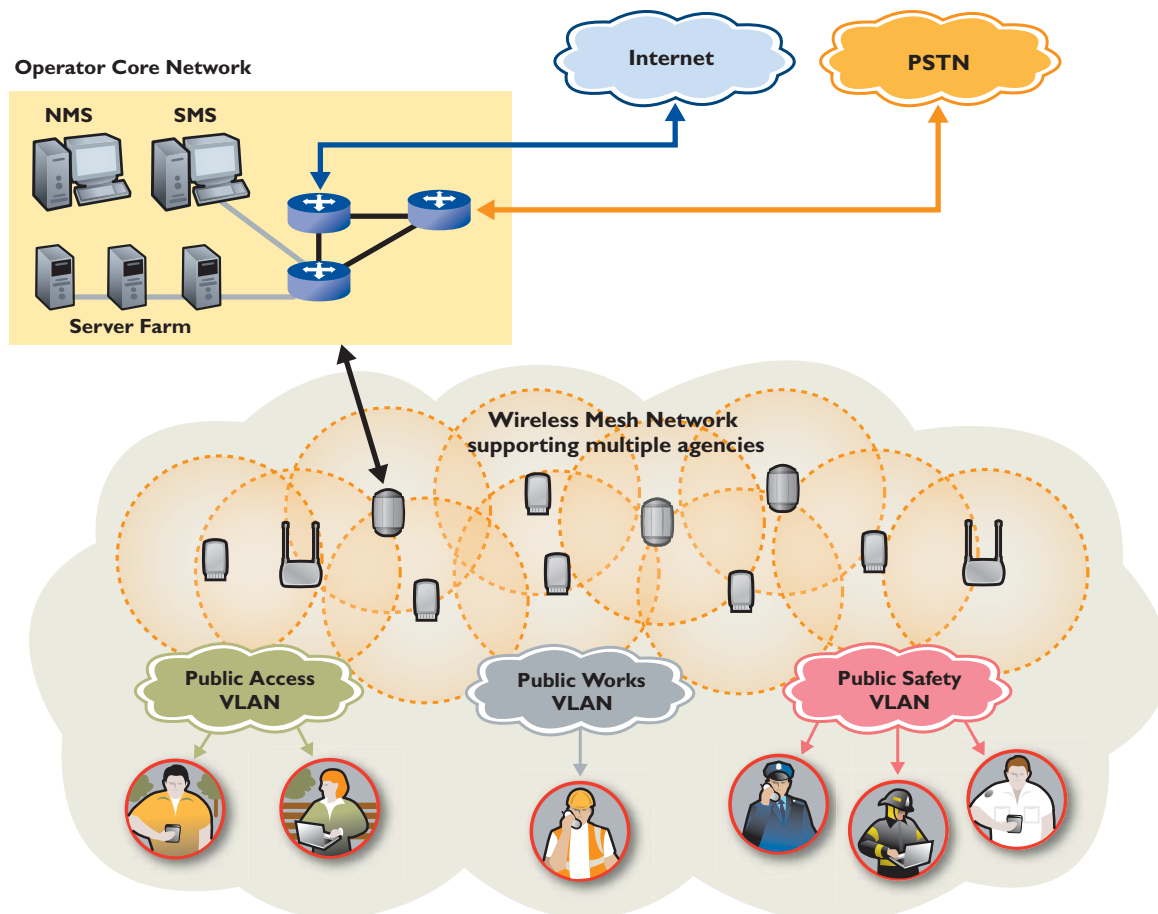 Internet
PSTN
Operator Core Network
NMS
SMS
Server Farm
Wireless Mesh Network
supporting multiple agencies
Public Access
VLAN
Public Works
VLAN
Public Safety
VLAN